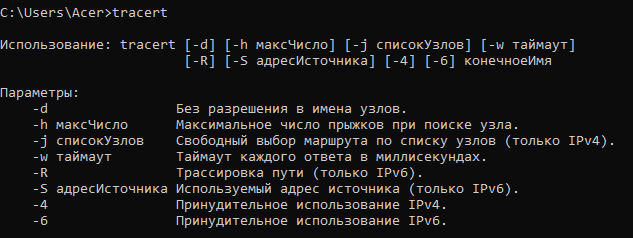 C:\Users\Acer>tracert
Использование: tracert [-d] [-h максЧисло] [-j списокУзлов] [-w таймаут]
[-R] [-S адресИсточника] [-4] [-6] конечноеИмя
Параметры:
-d Без разрешения в имена узлов.
-h максЧисло Максимальное число прыжков при поиске узла.
-j списокУзлов Свободный выбор маршрута по списку узлов (только IPv4).
-w таймаут Таймаут каждого ответа в миллисекундах.
-R Трассировка пути (только IPv6).
-S адресИсточника Используемый адрес источника (только IPv6).
-4 Принудительное использование IPv4.
-6 Принудительное использование IPv6.